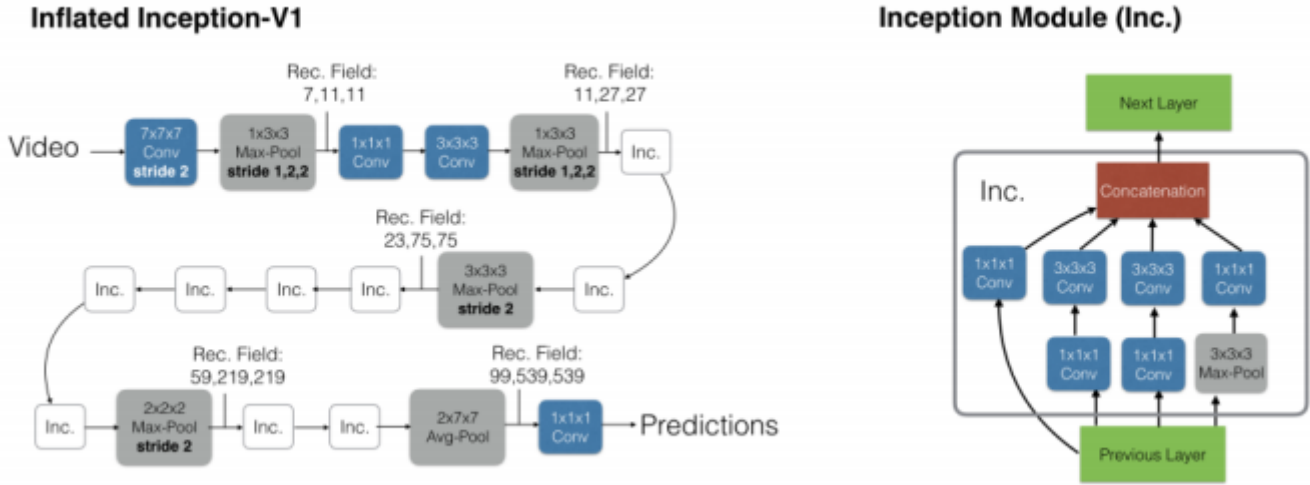 Inflated Inception-V1
Rec. Field:
7,11,11
Rec. Field:
11,27,27
Video
7x7x7
Conv
stride 2
1x3x3
Max-Pool
stride 1,2,2
1x1x1
Conv
3x3x3
Conv
1x3x3
Max-Pool
stride 1,2,2
Inc.
Rec. Field:
23,75,75
Inc.
Inc.
Inc.
Inc.
3x3x3
Max-Pool
stride 2
Inc.
Rec. Field:
59,219,219
Rec. Field:
99,539,539
Inc.
2x2x2
Max-Pool
stride 2
Inc.
Inc.
2x7x7
Avg-Pool
1x1x1
Conv
Predictions
Inception Module (Inc.)
Next Layer
Inc.
Concatenation
1x1x1
Conv
3x3x3
Conv
3x3x3
Conv
1x1x1
Conv
1x1x1
Conv
1x1x1
Conv
3x3x3
Max-Pool
Previous Layer